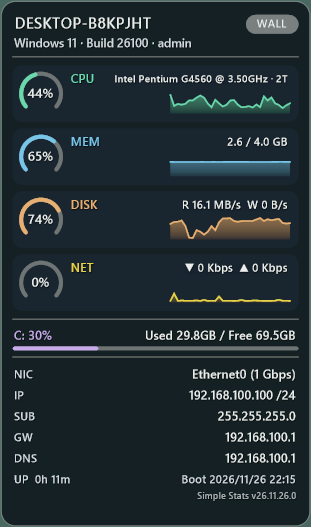 DESKTOP-B8KPJHT WALL
Windows 11 · Build 26100 · admin
44% CPU Intel Pentium G4560 @ 3.50GHz · 2T
65% MEM 2.6 / 4.0 GB
74% DISK R 16.1 MB/s W 0 B/s
0% NET ▼ 0 Kbps ▲ 0 Kbps
C: 30% Used 29.8GB / Free 69.5GB
NIC Ethernet0 (1 Gbps)
IP 192.168.100.100 /24
SUB 255.255.255.0
GW 192.168.100.1
DNS 192.168.100.1
UP 0h 11m Boot 2026/11/26 22:15
Simple Stats v26.11.26.0